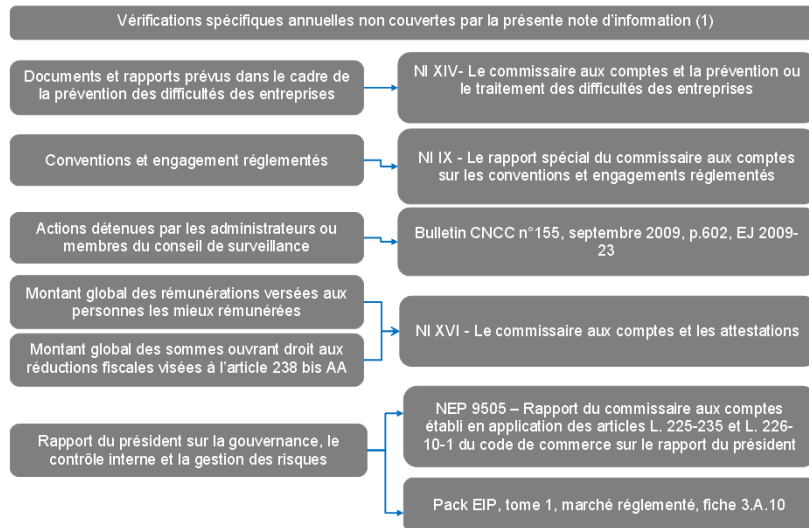 Vérifications spécifiques annuelles non couvertes par la présente note d'information (1)
Documents et rapports prévus dans le cadre de
la prévention des difficultés des entreprises
NI XIV- Le commissaire aux comptes et la prévention ou
le traitement des difficultés des entreprises
Conventions et engagement réglementés
NI IX - Le rapport spécial du commissaire aux comptes
sur les conventions et engagements réglementés
Actions détenues par les administrateurs ou
membres du conseil de surveillance
Bulletin CNCC n°155, septembre 2009, p.602, EJ 2009-
23
Montant global des rémunérations versées aux
personnes les mieux rémunérées
Montant global des sommes ouvrant droit aux
réductions fiscales visées à l'article 238 bis AA
NI XVI - Le commissaire aux comptes et les attestations
Rapport du président sur la gouvernance, le
contrôle interne et la gestion des risques
NEP 9505 – Rapport du commissaire aux comptes
établi en application des articles L. 225-235 et L. 226-
10-1 du code de commerce sur le rapport du président
Pack EIP, tome 1, marché réglementé, fiche 3.A.10